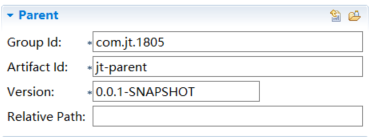 Parent
Group Id: com.jt.1805
Artifact Id: jt-parent
Version: 0.0.1-SNAPSHOT
Relative Path: